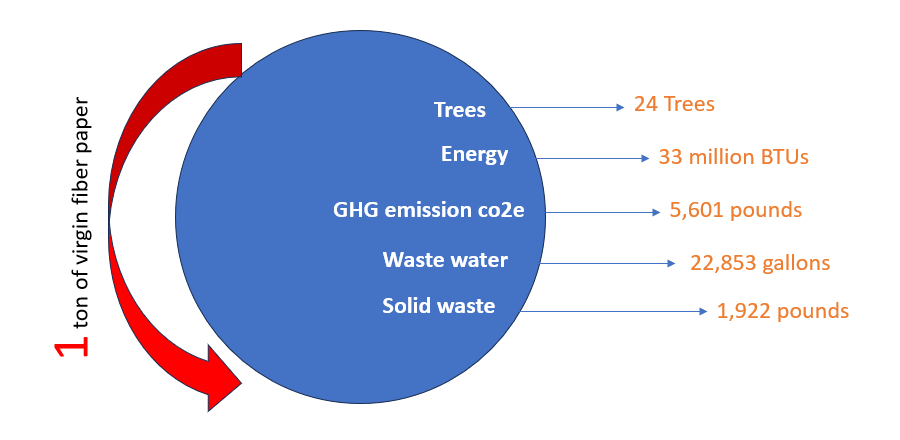 1 ton of virgin fiber paper
Trees
24 Trees
Energy
33 million BTUs
GHG emission co2e
5,601 pounds
Waste water
22,853 gallons
Solid waste
1,922 pounds